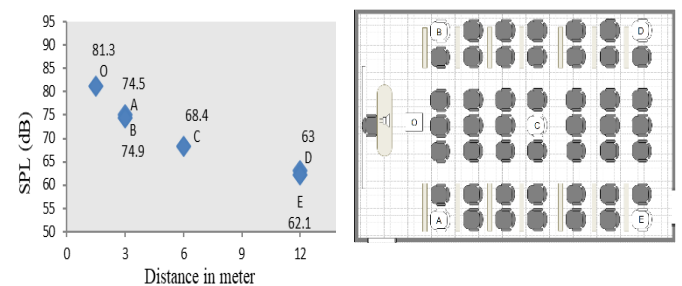 95
90
85
80
75
70
65
60
55
50
SPL (dB)
81.3
O
74.5
A
B
74.9
68.4
C
63
D
E
62.1
0 3 6 9 12
Distance in meter
B D
O C
A E